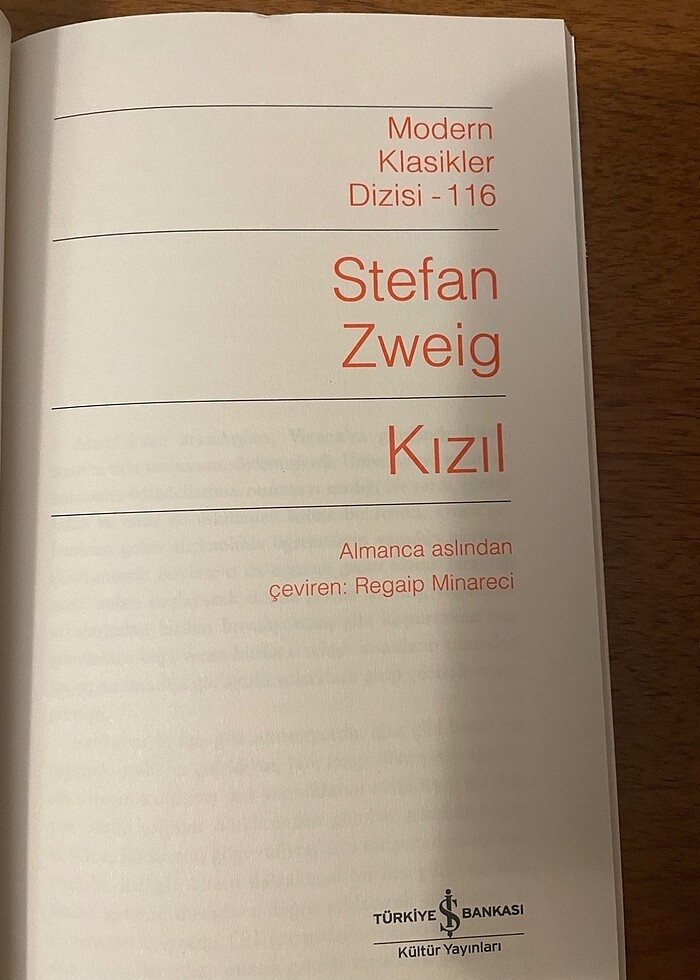 Modern
Klasikler
Dizisi - 116
Stefan
Zweig
Kızıl
Almanca aslından
çeviren: Regaip Minareci
TÜRKİYE İŞ BANKASI
Kültür Yayınları